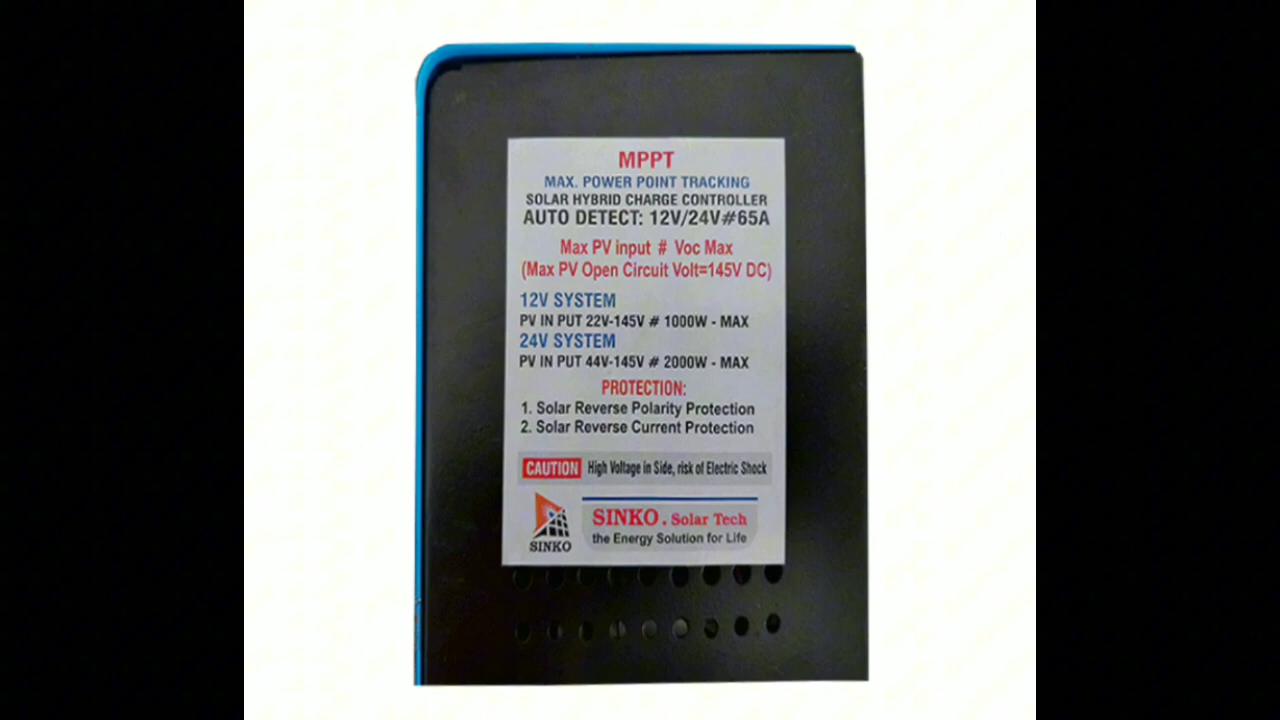 MPPT
MAX. POWER POINT TRACKING
SOLAR HYBRID CHARGE CONTROLLER
AUTO DETECT: 12V/24V#65A
Max PV input # Voc Max
(Max PV Open Circuit Volt=145V DC)
12V SYSTEM
PV IN PUT 22V-145V # 1000W - MAX
24V SYSTEM
PV IN PUT 44V-145V # 2000W - MAX
PROTECTION:
1. Solar Reverse Polarity Protection
2. Solar Reverse Current Protection
CAUTION High Voltage in Side, risk of Electric Shock
SINKO . Solar Tech
the Energy Solution for Life
SINKO